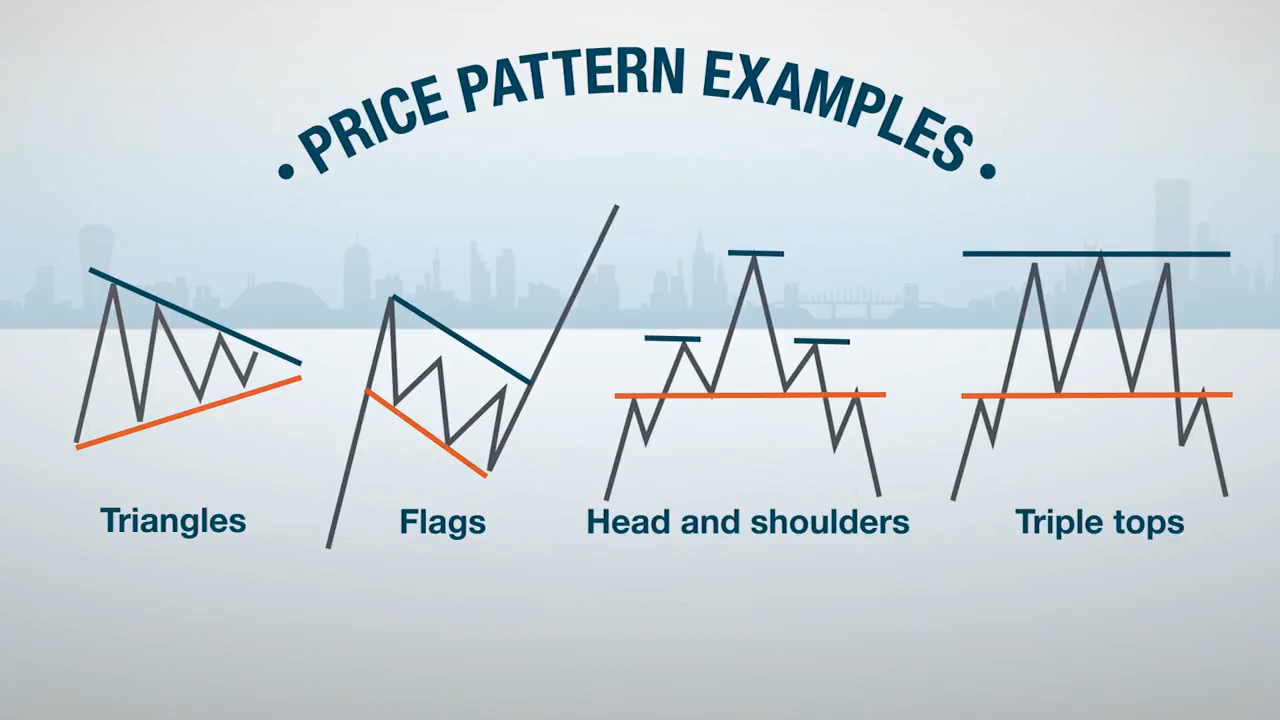 • PRICE PATTERN EXAMPLES •
Triangles
Flags
Head and shoulders
Triple tops